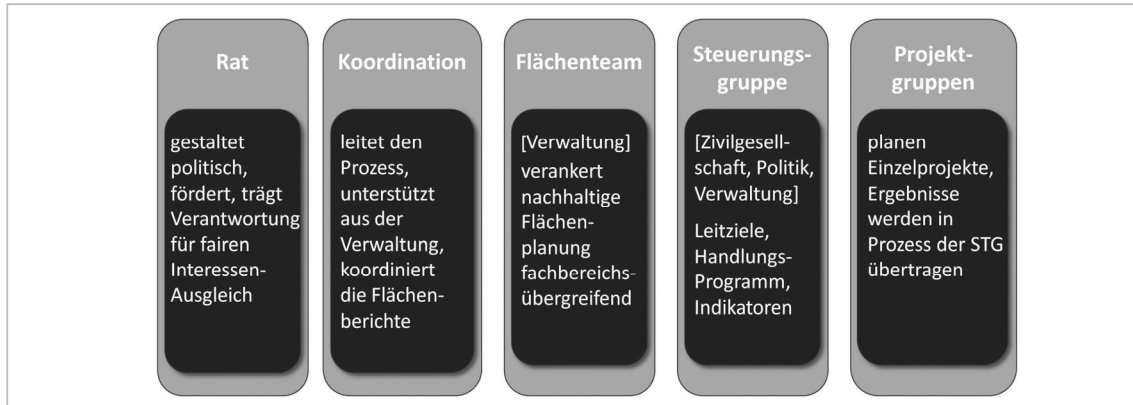 Rat
gestaltet
politisch,
fördert, trägt
Verantwortung
für fairen
Interessen-
Ausgleich
Koordination
leitet den
Prozess,
unterstützt
aus der
Verwaltung,
koordiniert
die Flächen-
berichte
Flächenteam
[Verwaltung]
verankert
nachhaltige
Flächen-
planung
fachbereichs-
übergreifend
Steuerungs-
gruppe
[Zivilgesell-
schaft, Politik,
Verwaltung]
Leitziele,
Handlungs-
Programm,
Indikatoren
Projekt-
gruppen
planen
Einzelprojekte,
Ergebnisse
werden in
Prozess der STG
übertragen